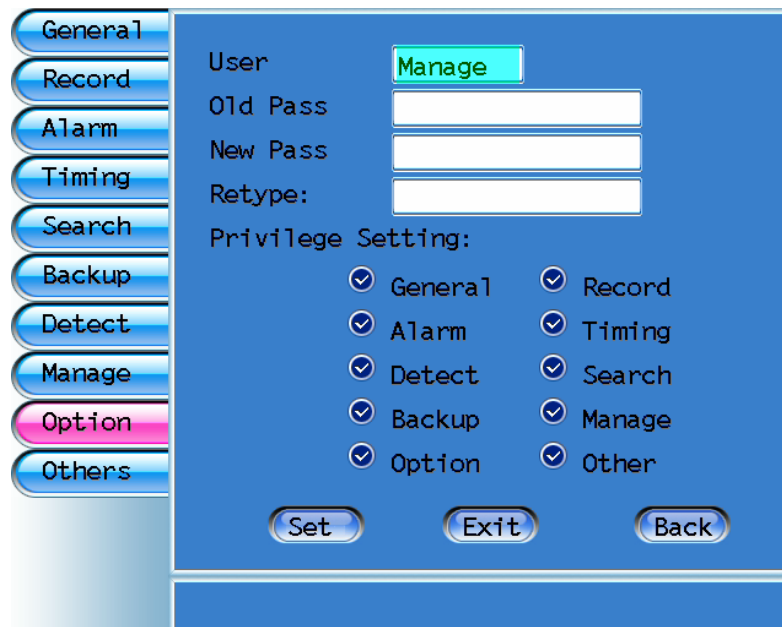 General
Record
Alarm
Timing
Search
Backup
Detect
Manage
Option
Others
User Manage
Old Pass
New Pass
Retype:
Privilege Setting:
General Record
Alarm Timing
Detect Search
Backup Manage
Option Other
Set Exit Back